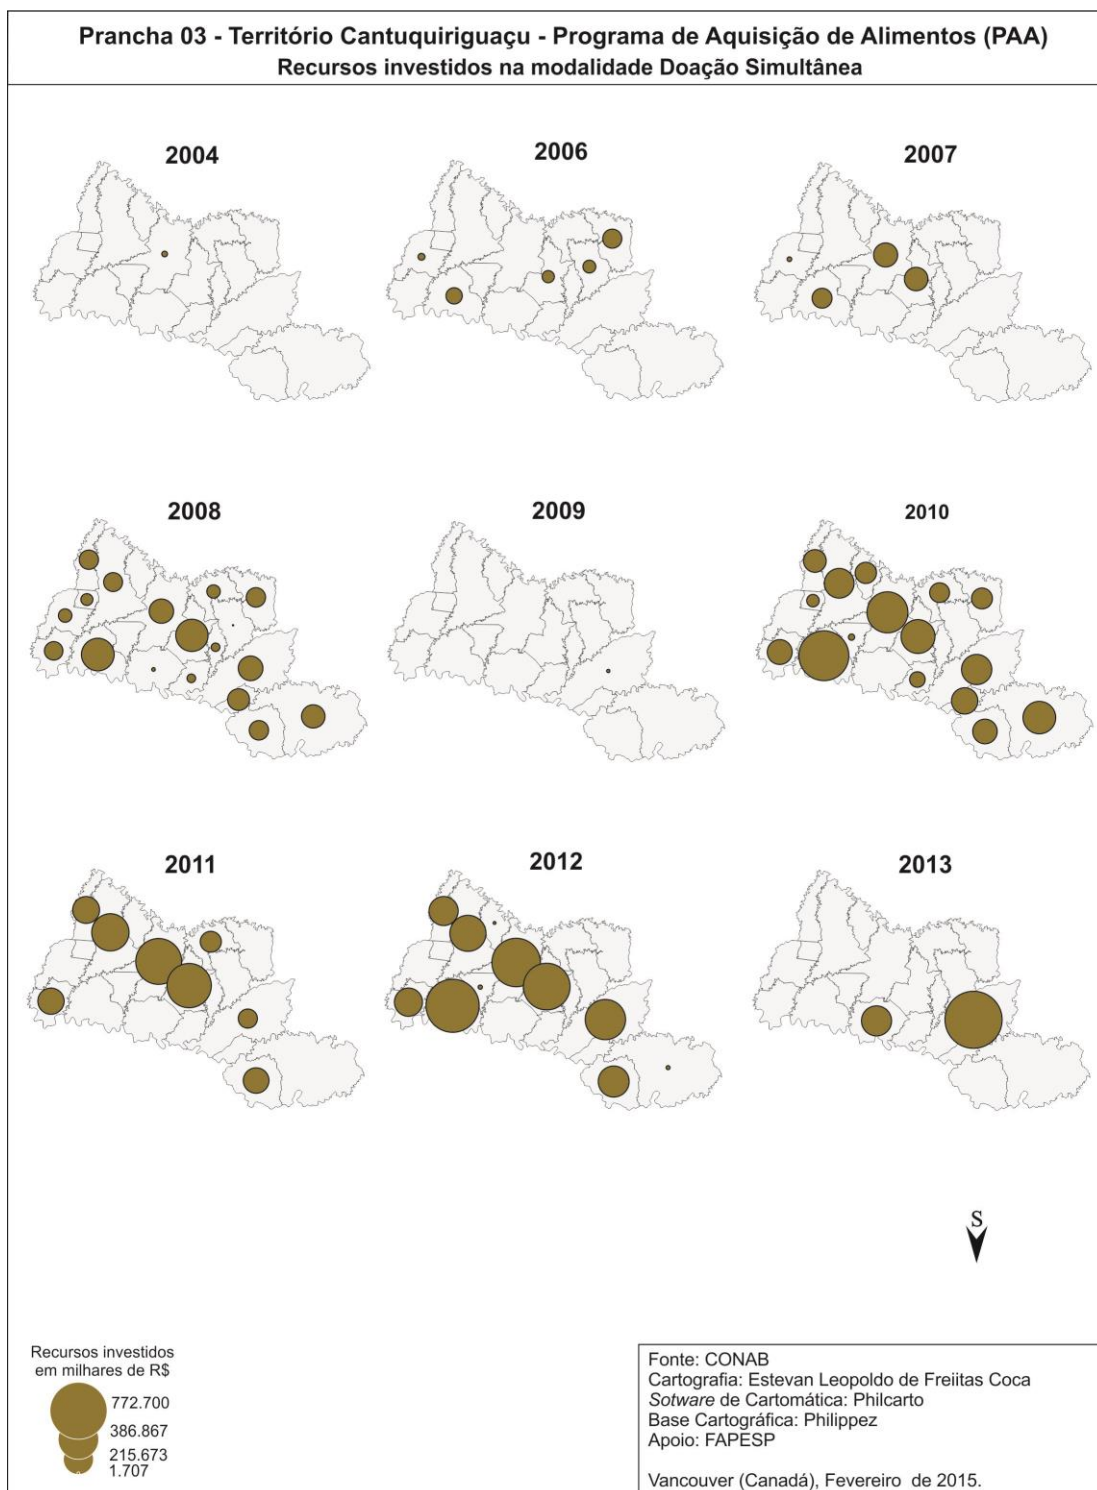 Prancha 03 - Território Cantuquiriguaçu - Programa de Aquisição de Alimentos (PAA)
Recursos investidos na modalidade Doação Simultânea
2004
2006
2007
2008
2009
2010
2011
2012
2013
S
Recursos investidos
em milhares de R$
772.700
386.867
215.673
1.707
Fonte: CONAB
Cartografia: Estevan Leopoldo de Freiitas Coca
Sotware de Cartomática: Philcarto
Base Cartográfica: Philippez
Apoio: FAPESP
Vancouver (Canadá), Fevereiro de 2015.